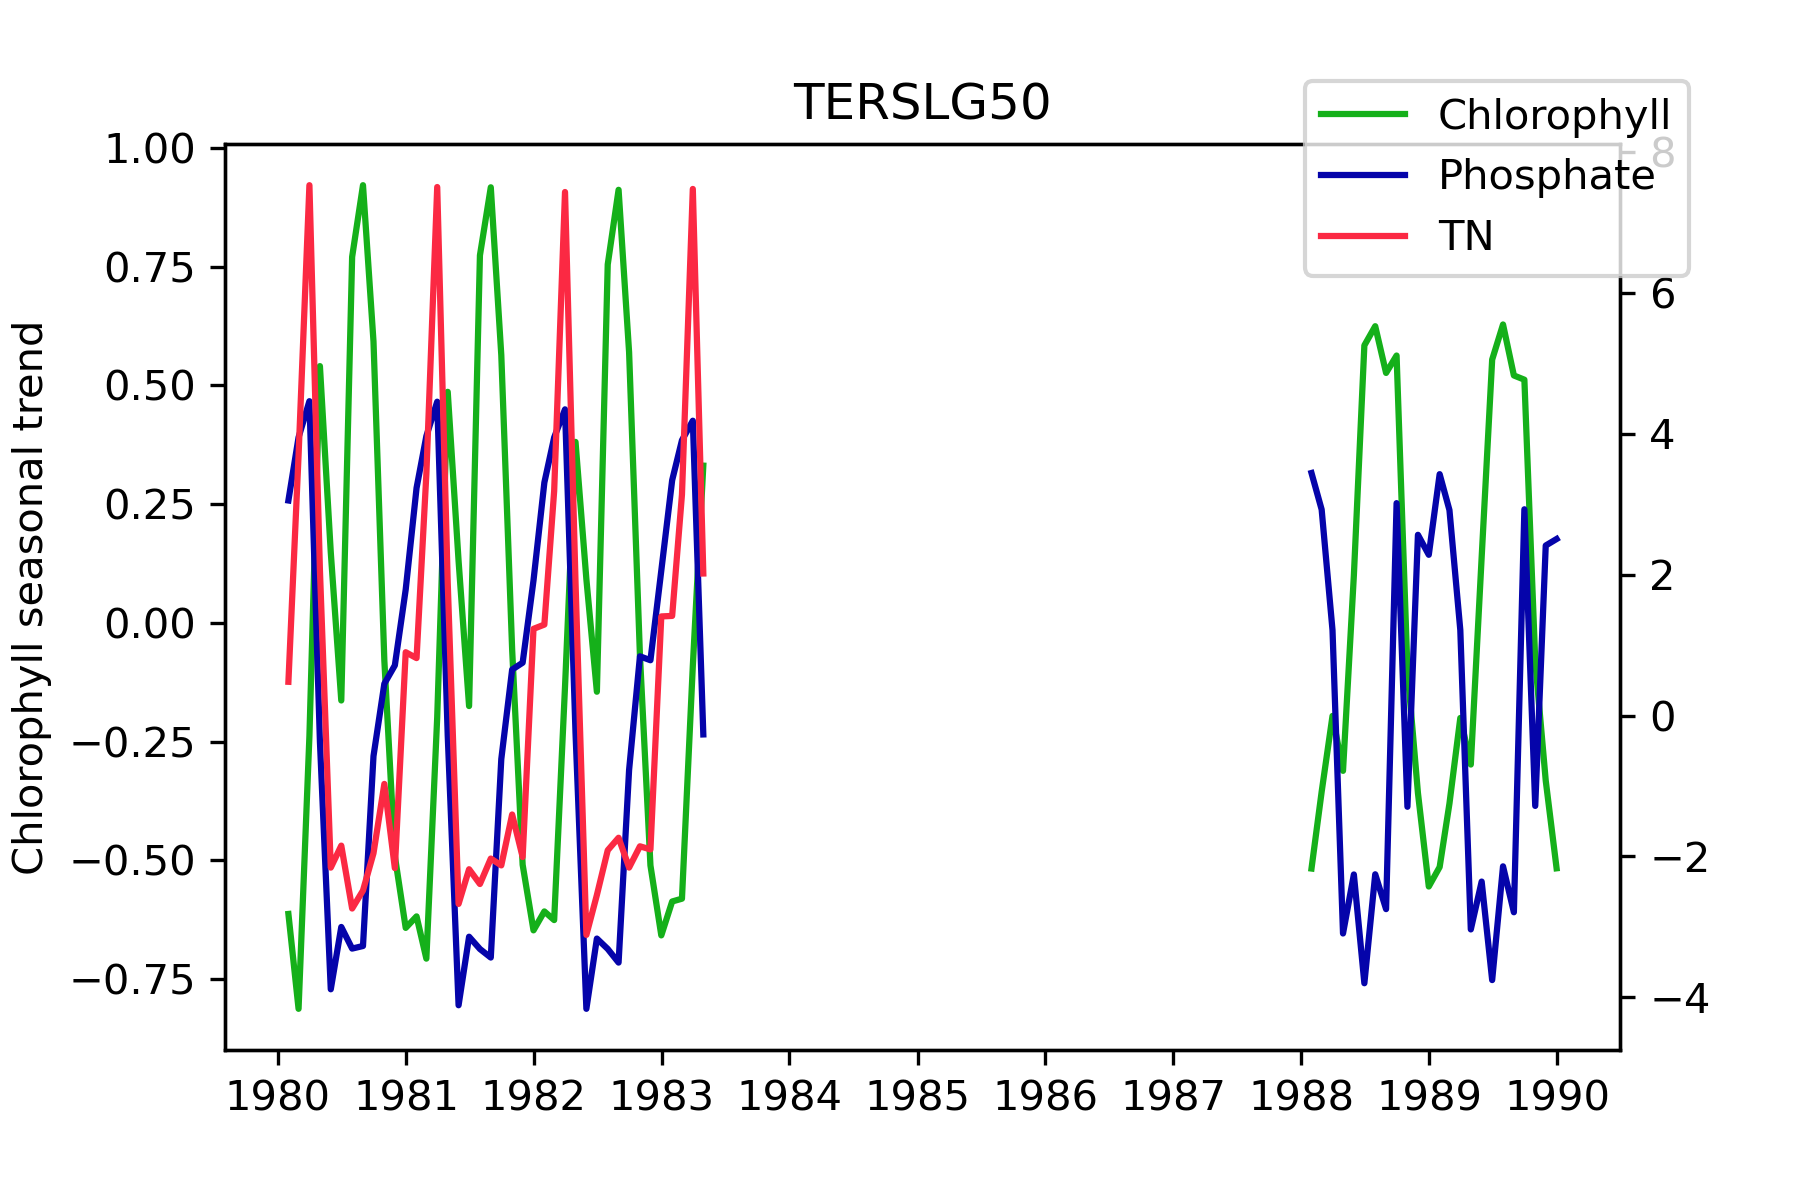 TERSLG50
Chlorophyll
Phosphate
TN
Chlorophyll seasonal trend
1.00
0.75
0.50
0.25
0.00
−0.25
−0.50
−0.75
8
6
4
2
0
−2
−4
1980 1981 1982 1983 1984 1985 1986 1987 1988 1989 1990